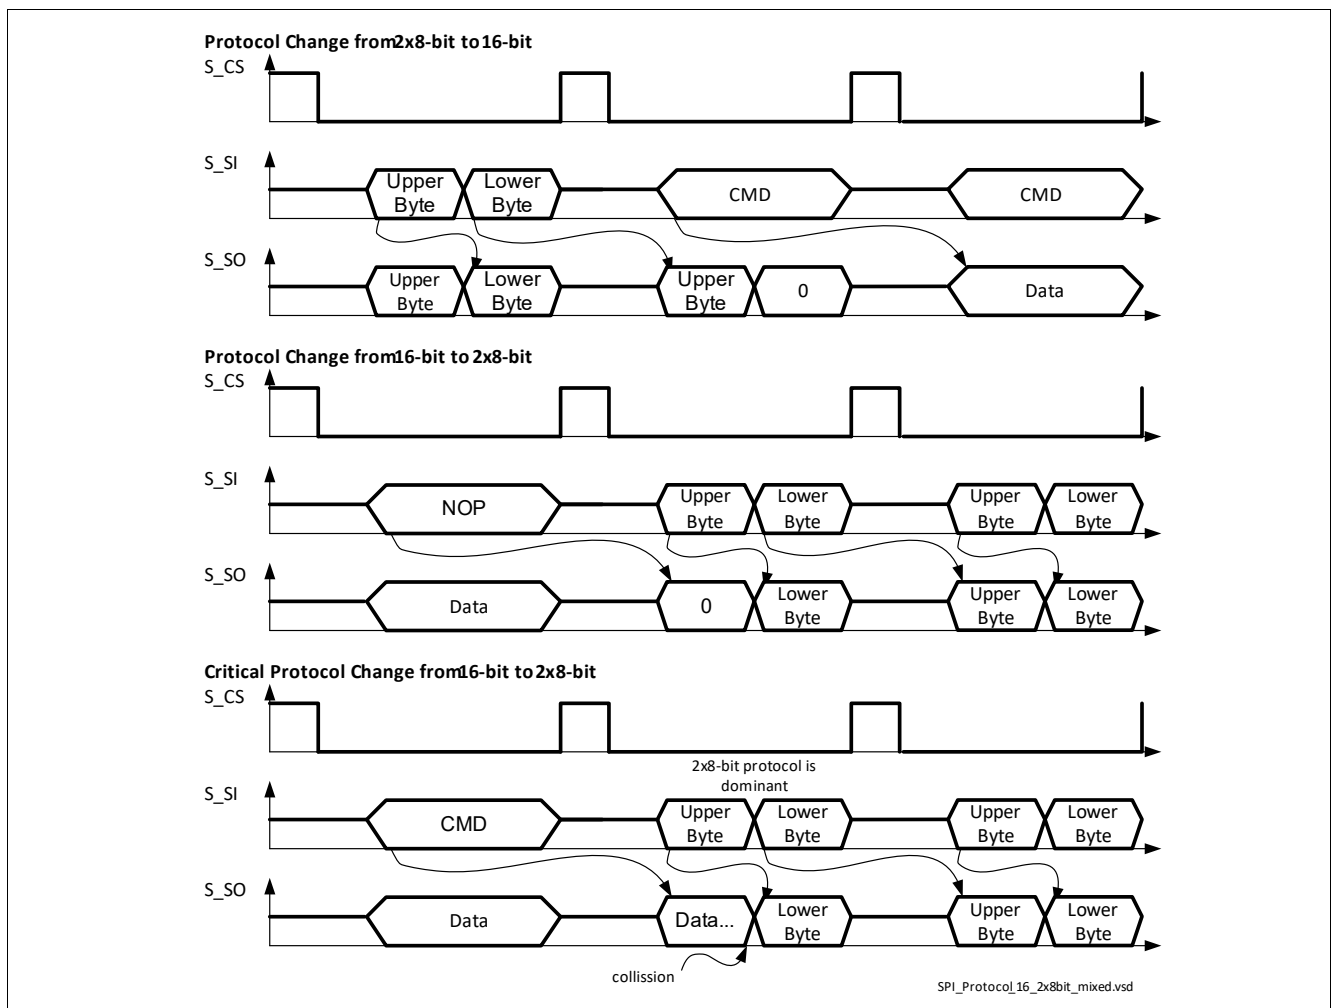 Protocol Change from2x8-bit to16-bit
S_CS
S_SI
Upper Byte
Lower Byte
CMD
CMD
S_SO
Upper Byte
Lower Byte
Upper Byte
0
Data
Protocol Change from16-bit to 2x8-bit
S_CS
S_SI
NOP
Upper Byte
Lower Byte
Upper Byte
Lower Byte
S_SO
Data
0
Lower Byte
Upper Byte
Lower Byte
Critical Protocol Change from16-bit to2x8-bit
S_CS
2x8-bit protocol is
dominant
S_SI
CMD
Upper Byte
Lower Byte
Upper Byte
Lower Byte
S_SO
Data
Data...
Lower Byte
Upper Byte
Lower Byte
collission
SPI_Protocol_16_2x8bit_mixed.vsd